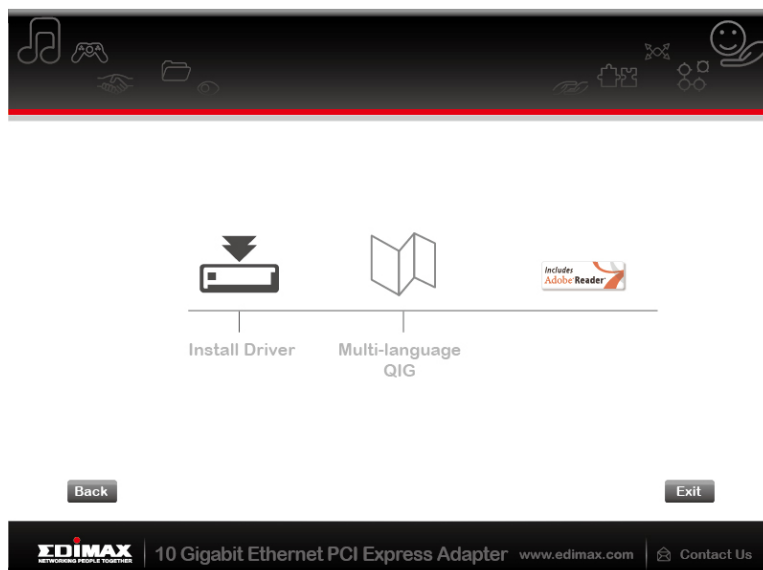 Includes
Adobe Reader
Install Driver
Multi-language
QIG
Back
Exit
EDIMAX
NETWORKING PEOPLE TOGETHER
10 Gigabit Ethernet PCI Express Adapter
www.edimax.com
Contact Us